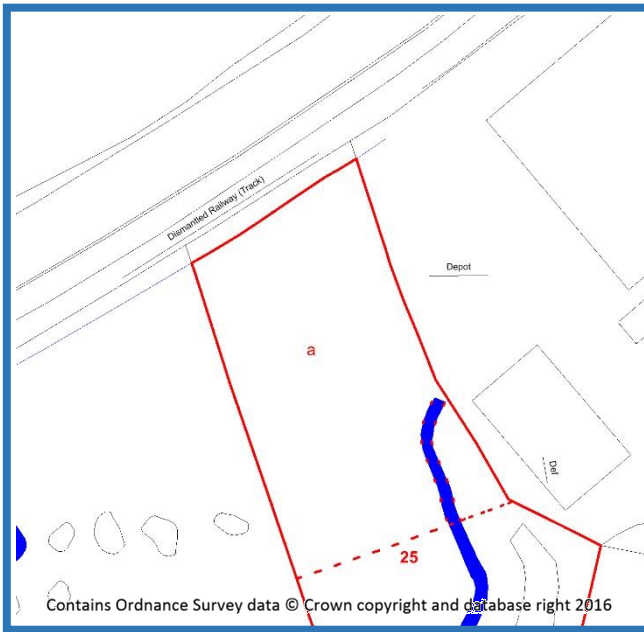 Dismantled Railway (Track)
Depot
a
Def
25
Contains Ordnance Survey data © Crown copyright and database right 2016